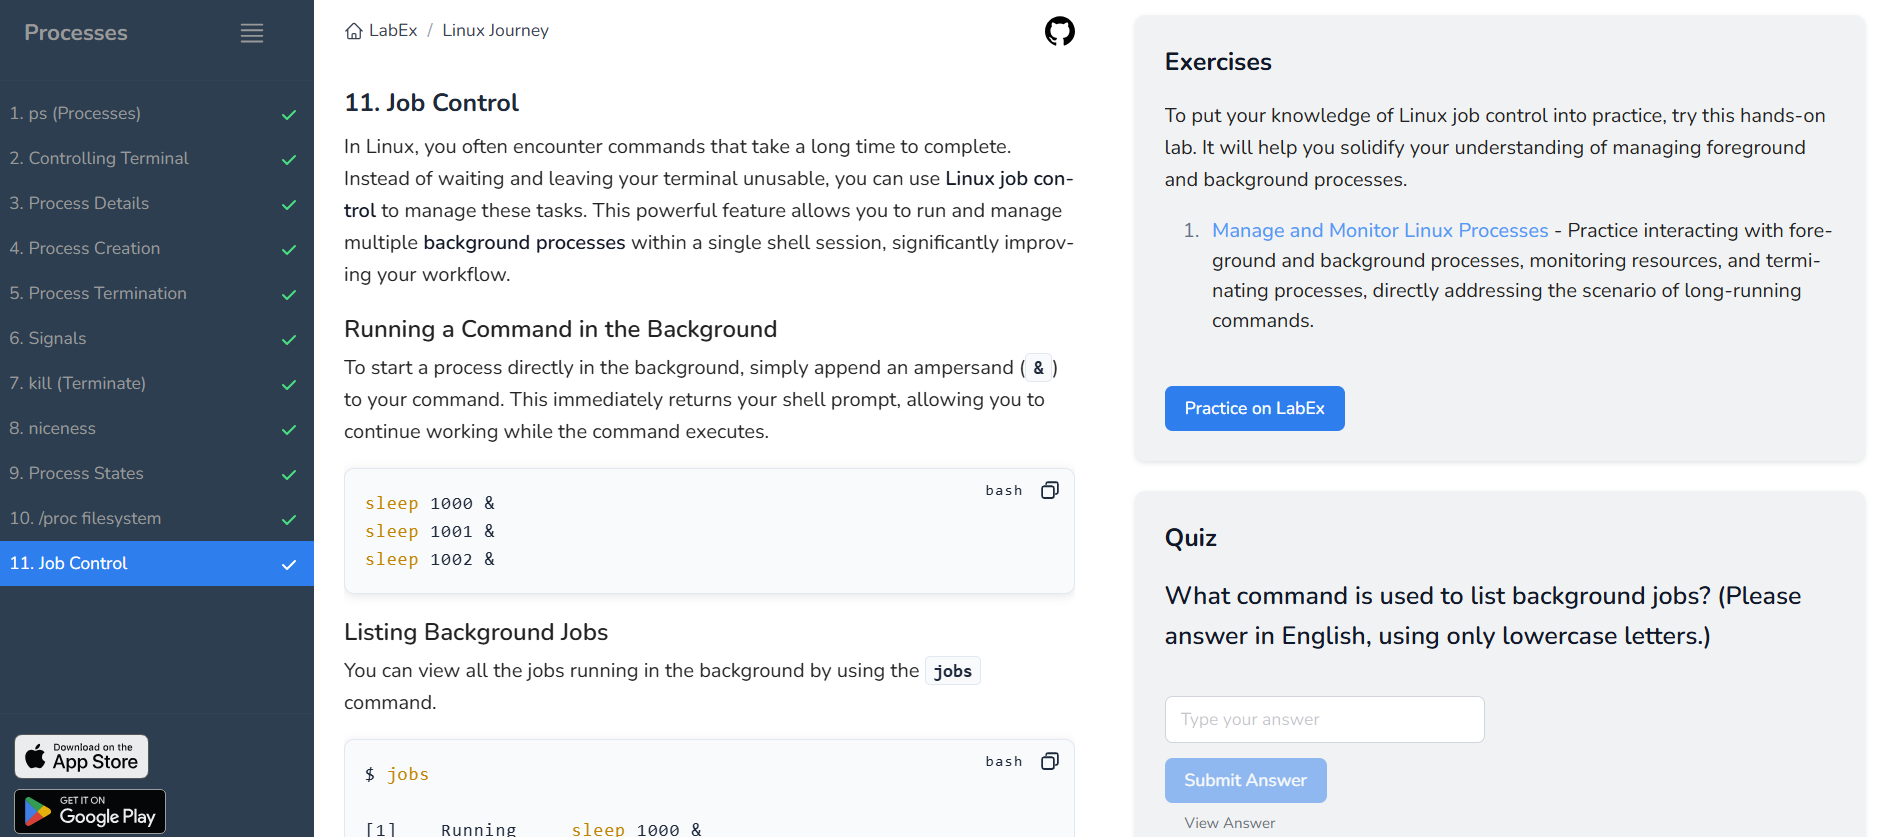 Processes
1. ps (Processes)
2. Controlling Terminal
3. Process Details
4. Process Creation
5. Process Termination
6. Signals
7. kill (Terminate)
8. niceness
9. Process States
10. /proc filesystem
11. Job Control
Download on the
App Store
GET IT ON
Google Play
LabEx / Linux Journey
11. Job Control
In Linux, you often encounter commands that take a long time to complete.
Instead of waiting and leaving your terminal unusable, you can use Linux job con-
trol to manage these tasks. This powerful feature allows you to run and manage
multiple background processes within a single shell session, significantly improv-
ing your workflow.
Running a Command in the Background
To start a process directly in the background, simply append an ampersand (&)
to your command. This immediately returns your shell prompt, allowing you to
continue working while the command executes.
bash
sleep 1000 &
sleep 1001 &
sleep 1002 &
Listing Background Jobs
You can view all the jobs running in the background by using the jobs
command.
bash
$ jobs
[1]    Running     sleep 1000 &
Exercises
To put your knowledge of Linux job control into practice, try this hands-on
lab. It will help you solidify your understanding of managing foreground
and background processes.
1. Manage and Monitor Linux Processes - Practice interacting with fore-
ground and background processes, monitoring resources, and termi-
nating processes, directly addressing the scenario of long-running
commands.
Practice on LabEx
Quiz
What command is used to list background jobs? (Please
answer in English, using only lowercase letters.)
Type your answer
Submit Answer
View Answer